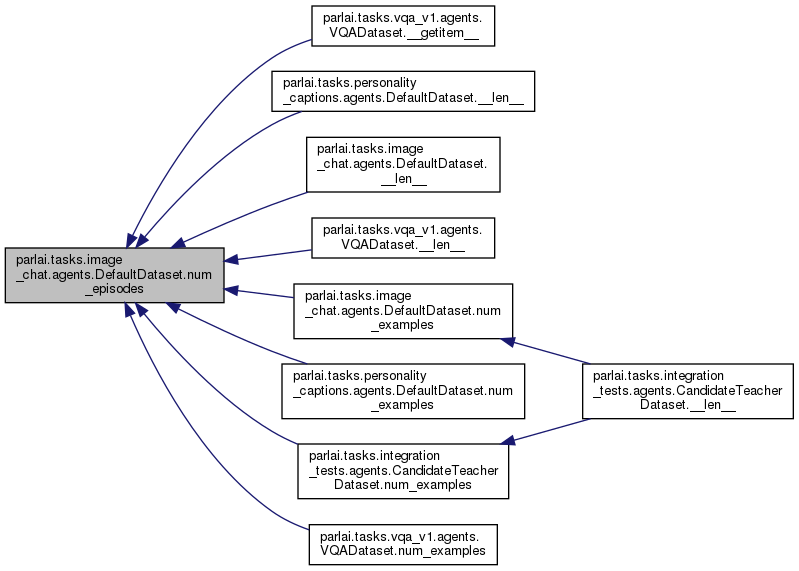 parlai.tasks.vqa_v1.agents.
VQADataset.__getitem__
parlai.tasks.personality
_captions.agents.DefaultDataset.__len__
parlai.tasks.image
_chat.agents.DefaultDataset.
__len__
parlai.tasks.vqa_v1.agents.
VQADataset.__len__
parlai.tasks.image
_chat.agents.DefaultDataset.num
_episodes
parlai.tasks.image
_chat.agents.DefaultDataset.num
_examples
parlai.tasks.personality
_captions.agents.DefaultDataset.num
_examples
parlai.tasks.integration
_tests.agents.CandidateTeacher
Dataset.__len__
parlai.tasks.integration
_tests.agents.CandidateTeacher
Dataset.num_examples
parlai.tasks.vqa_v1.agents.
VQADataset.num_examples